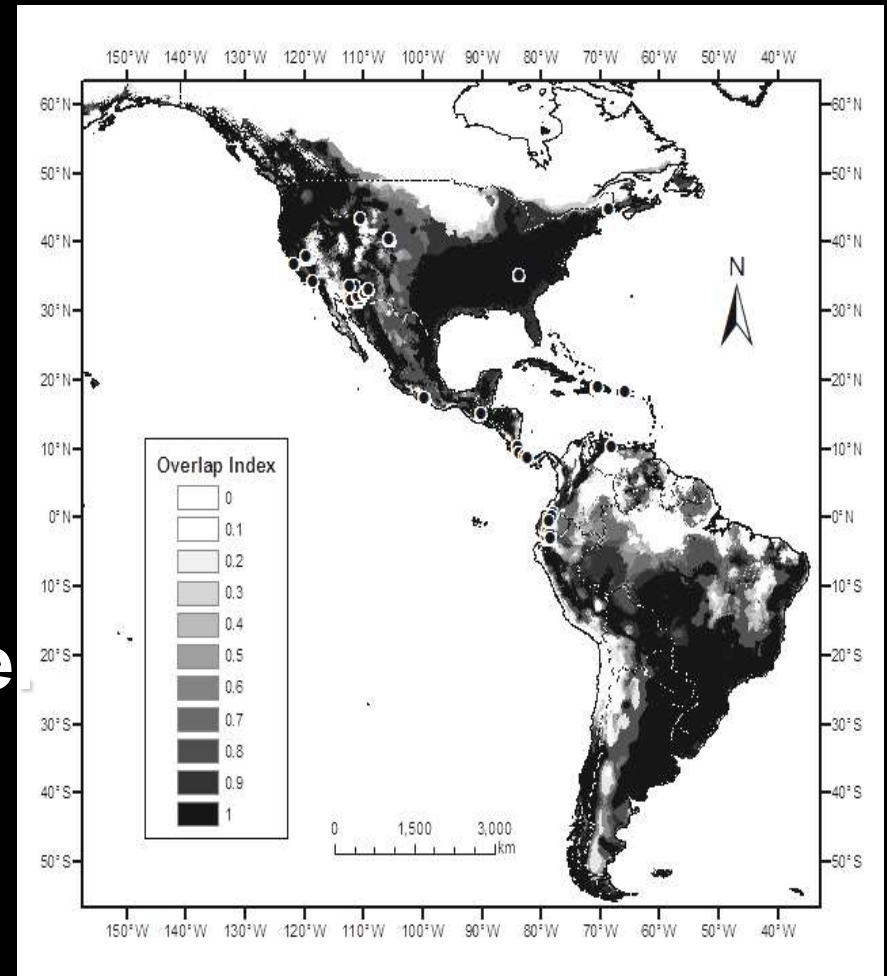 150°W 140°W 130°W 120°W 110°W 100°W 90°W 80°W 70°W 60°W 50°W 40°W
60°N 60°N
50°N 50°N
40°N 40°N
N
30°N 30°N
20°N 20°N
10°N 10°N
Overlap Index
0
0°N 0°N
0.1
0.2
10°S 10°S
0.3
0.4
20°S 20°S
0.5
e.
0.6
30°S 30°S
0.7
0.8
40°S 40°S
0.9
1
0 1,500 3,000
km
50°S 50°S
150°W 140°W 130°W 120°W 110°W 100°W 90°W 80°W 70°W 60°W 50°W 40°W